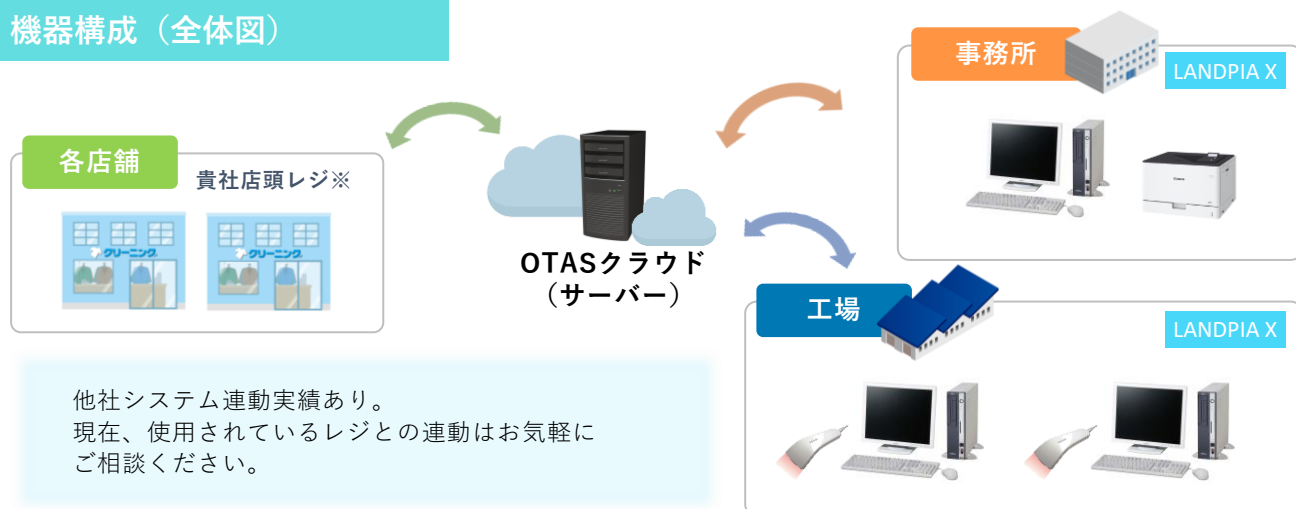 機器構成（全体図）
各店舗
貴社店頭レジ※
クリーニング
クリーニング
OTASクラウド
（サーバー）
事務所
LANDPIA X
工場
LANDPIA X
他社システム連動実績あり。
現在、使用されているレジとの連動はお気軽に
ご相談ください。